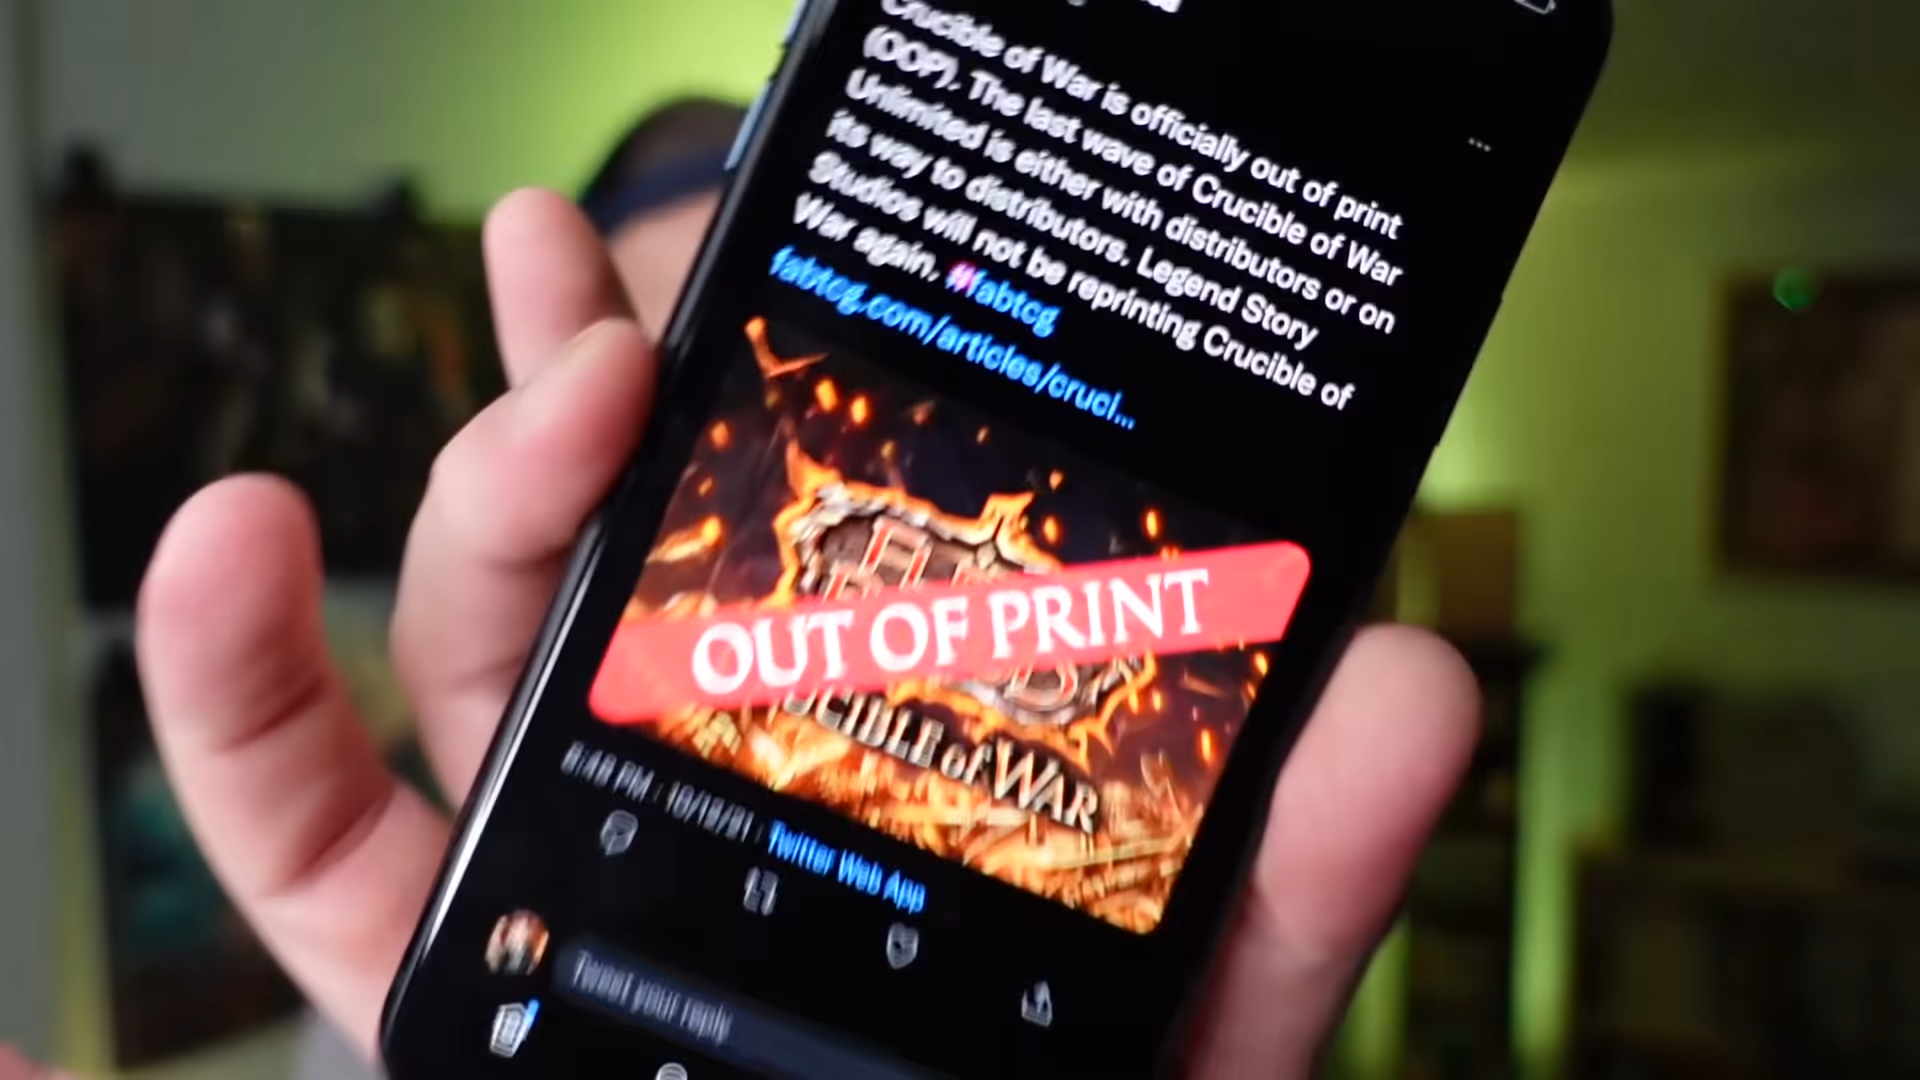 Crucible of War is officially out of print
(OOP). The last wave of Crucible of War
Unlimited is either with distributors or on
its way to distributors. Legend Story
Studios will not be reprinting Crucible of
War again. #fabtcg
fabtcg.com/articles/cruci...
OUT OF PRINT
CRUCIBLE of WAR
Twitter Web App
Tweet your reply